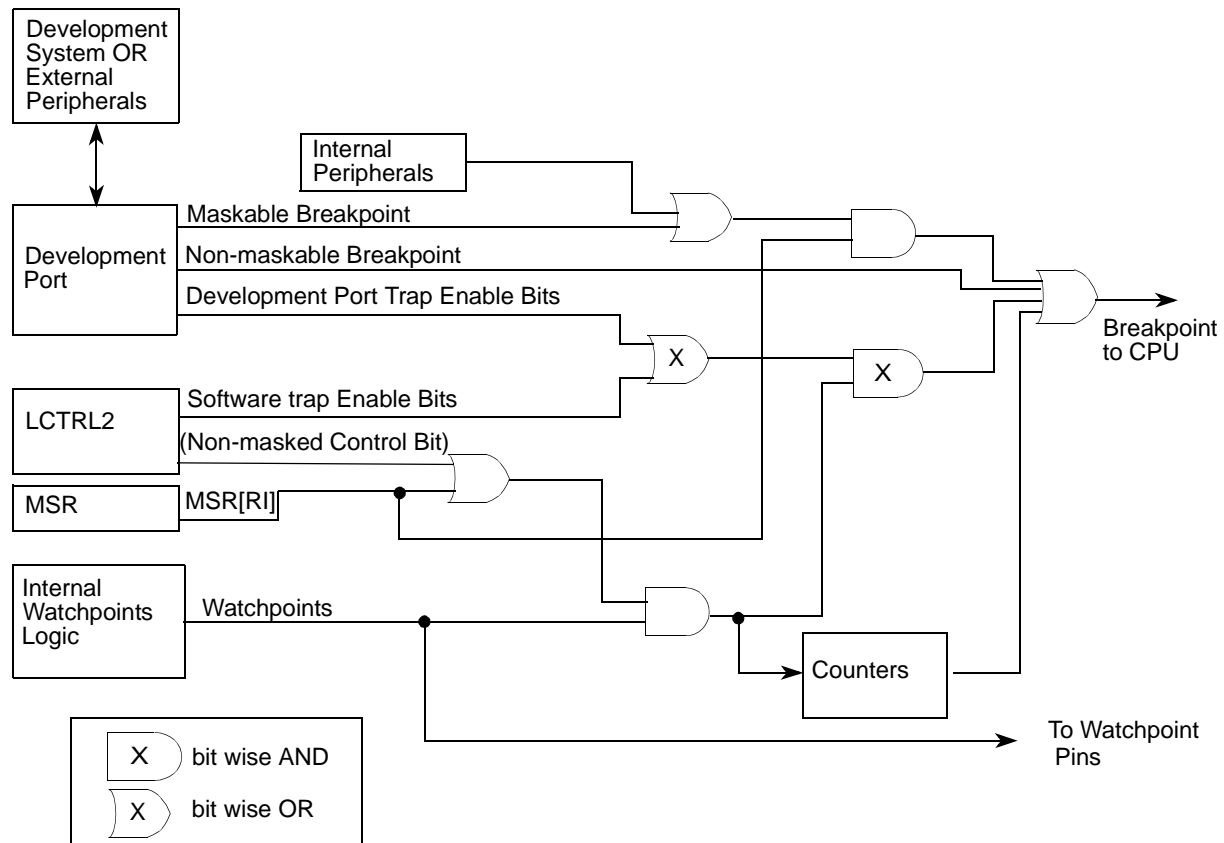 Development
System OR
External
Peripherals
Internal
Peripherals
Maskable Breakpoint
Development
Port
Non-maskable Breakpoint
Development Port Trap Enable Bits
Breakpoint
to CPU
X
X
LCTRL2
Software trap Enable Bits
(Non-masked Control Bit)
MSR
MSR[RI]
Internal
Watchpoints
Logic
Watchpoints
Counters
To Watchpoint
Pins
X bit wise AND
X bit wise OR